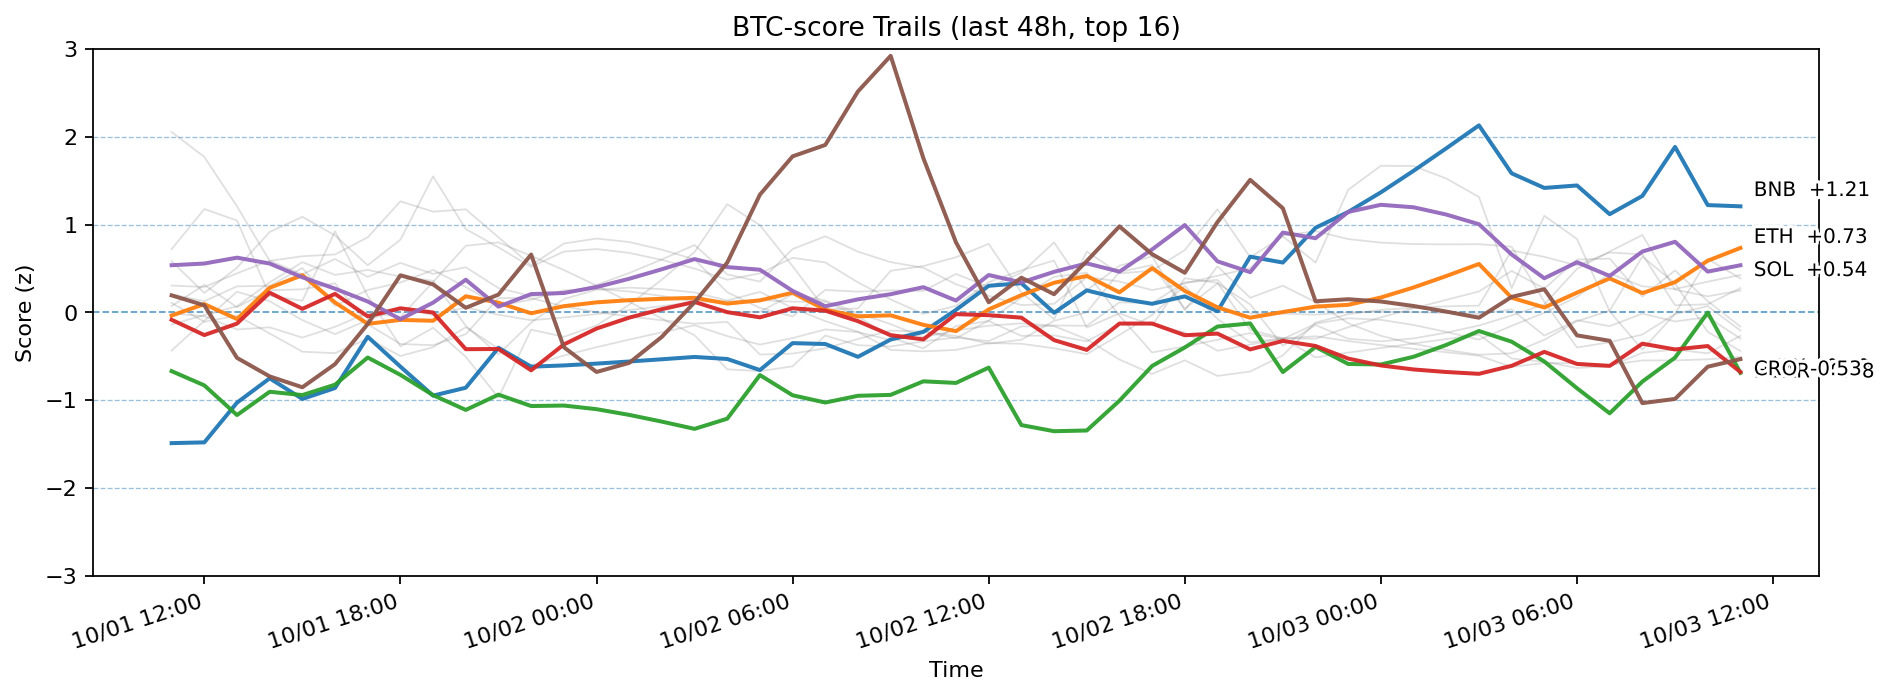 BTC-score Trails (last 48h, top 16)
Score (z)
3
2
1
0
−1
−2
−3
BNB +1.21
ETH +0.73
SOL +0.54
10/01 12:00
10/01 18:00
10/02 00:00
10/02 06:00
10/02 12:00
10/02 18:00
10/03 00:00
10/03 06:00
10/03 12:00
Time